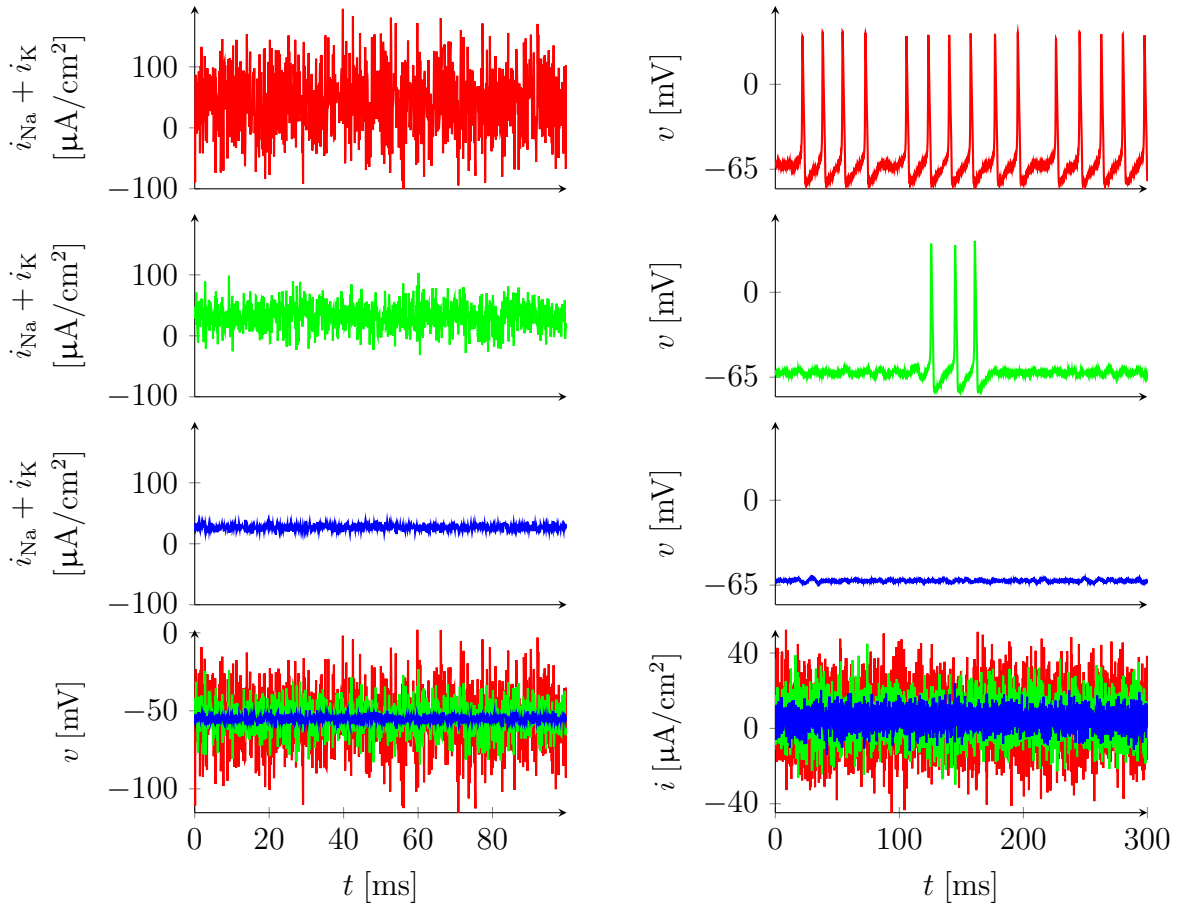 i_Na + i_K
[µA/cm²]
100
0
−100
v [mV]
0
−65
i_Na + i_K
[µA/cm²]
100
0
−100
v [mV]
0
−65
i_Na + i_K
[µA/cm²]
100
0
−100
v [mV]
0
−65
v [mV]
0
−50
−100
0 20 40 60 80
t [ms]
i [µA/cm²]
40
0
−40
0 100 200 300
t [ms]